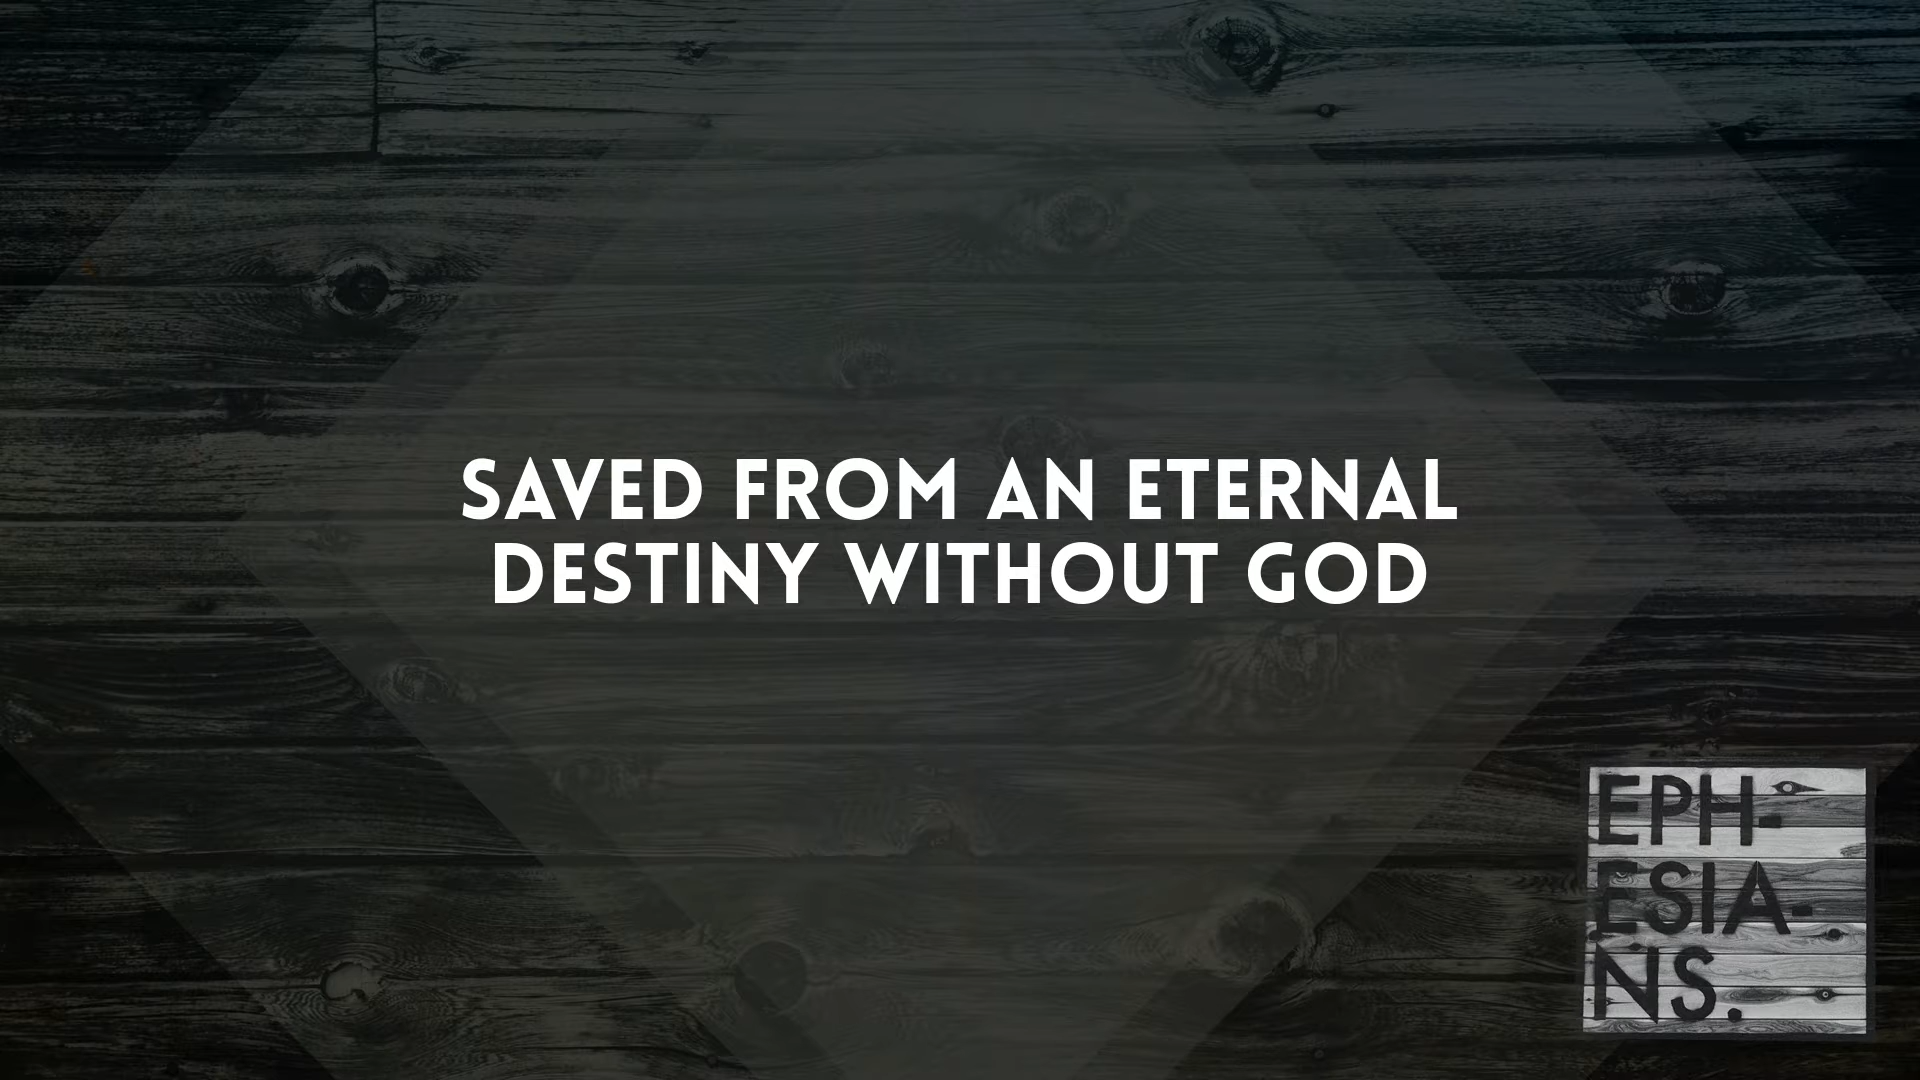 SAVED FROM AN ETERNAL
DESTINY WITHOUT GOD
EPH-
ESIA-
NS.